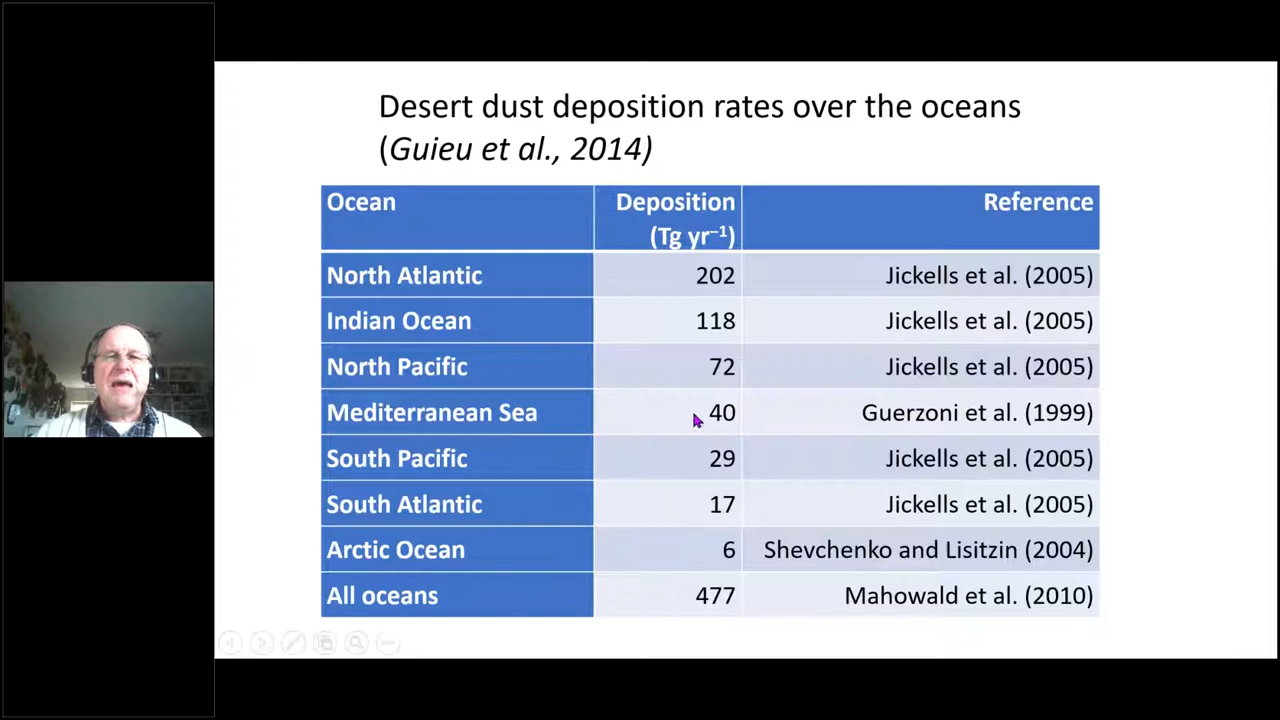 Desert dust deposition rates over the oceans
(Guieu et al., 2014)
Ocean Deposition (Tg yr⁻¹) Reference
North Atlantic 202 Jickells et al. (2005)
Indian Ocean 118 Jickells et al. (2005)
North Pacific 72 Jickells et al. (2005)
Mediterranean Sea 40 Guerzoni et al. (1999)
South Pacific 29 Jickells et al. (2005)
South Atlantic 17 Jickells et al. (2005)
Arctic Ocean 6 Shevchenko and Lisitzin (2004)
All oceans 477 Mahowald et al. (2010)